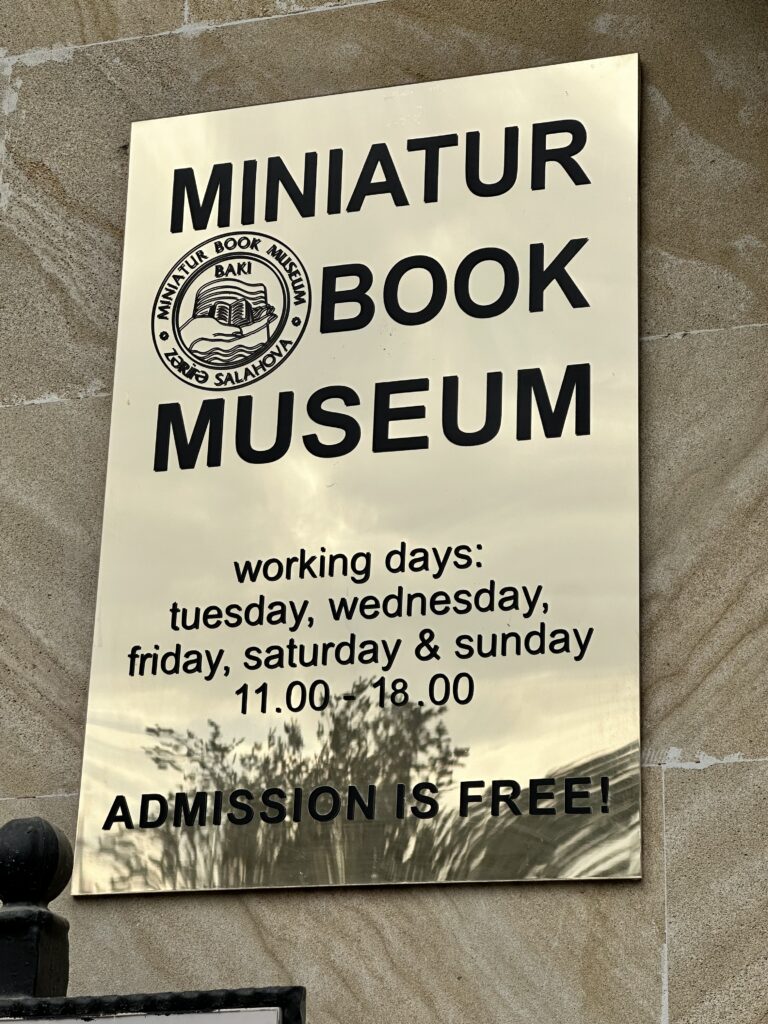 MINIATUR
MINIATUR BOOK MUSEUM
BAKI
ZƏRİFƏ SALAHOVA
BOOK
MUSEUM
working days:
tuesday, wednesday,
friday, saturday & sunday
11.00 - 18.00
ADMISSION IS FREE!